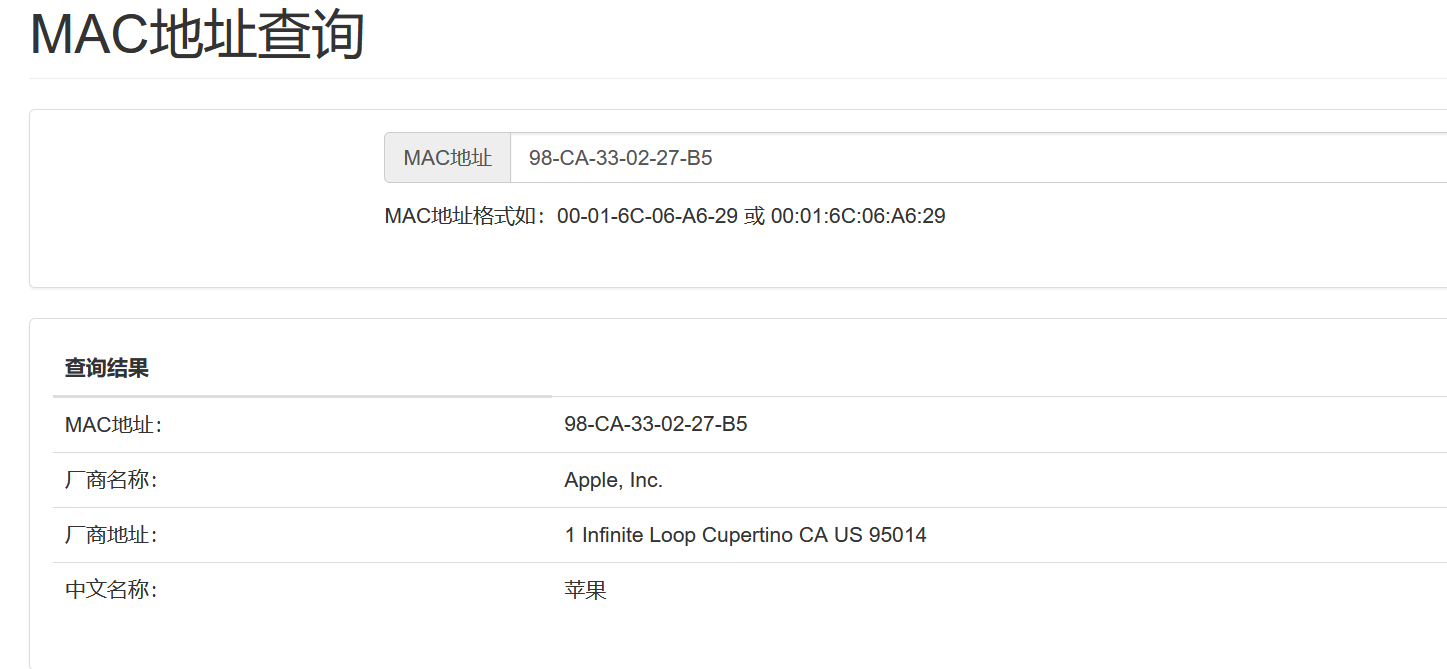 MAC地址查询
MAC地址 98-CA-33-02-27-B5
MAC地址格式如：00-01-6C-06-A6-29 或 00:01:6C:06:A6:29
查询结果
MAC地址： 98-CA-33-02-27-B5
厂商名称： Apple, Inc.
厂商地址： 1 Infinite Loop Cupertino CA US 95014
中文名称： 苹果